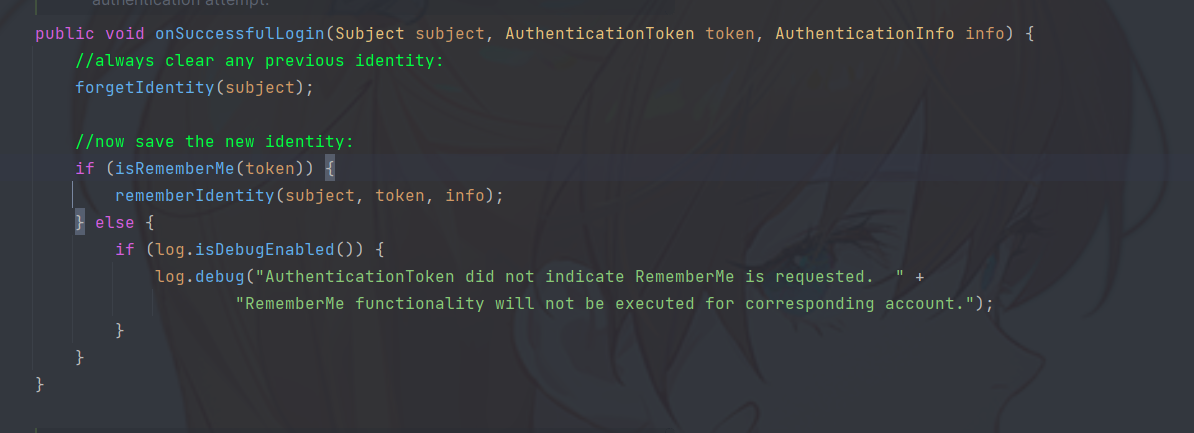 authentication attempt.
public void onSuccessfulLogin(Subject subject, AuthenticationToken token, AuthenticationInfo info) {
//always clear any previous identity:
forgetIdentity(subject);
//now save the new identity:
if (isRememberMe(token)) {
rememberIdentity(subject, token, info);
} else {
if (log.isDebugEnabled()) {
log.debug("AuthenticationToken did not indicate RememberMe is requested.  " +
"RememberMe functionality will not be executed for corresponding account.");
}
}
}